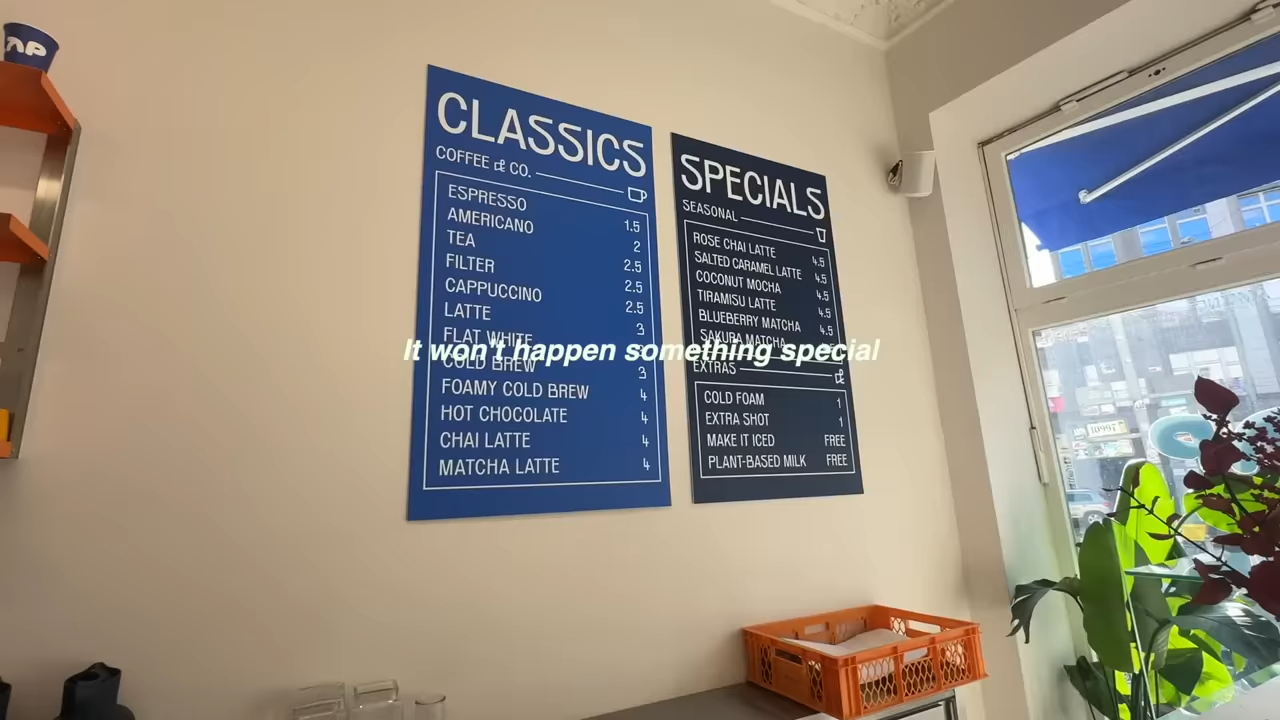 CLASSICS
COFFEE & CO.
ESPRESSO 1.5
AMERICANO 2
TEA 2.5
FILTER 2.5
CAPPUCCINO 2.5
LATTE 3
FLAT WHITE 3
COLD BREW 3
FOAMY COLD BREW 4
HOT CHOCOLATE 4
CHAI LATTE 4
MATCHA LATTE 4
SPECIALS
SEASONAL
ROSE CHAI LATTE 4.5
SALTED CARAMEL LATTE 4.5
COCONUT MOCHA 4.5
TIRAMISU LATTE 4.5
BLUEBERRY MATCHA 4.5
SAKURA MATCHA
EXTRAS
COLD FOAM 1
EXTRA SHOT 1
MAKE IT ICED FREE
PLANT-BASED MILK FREE
It won't happen something special